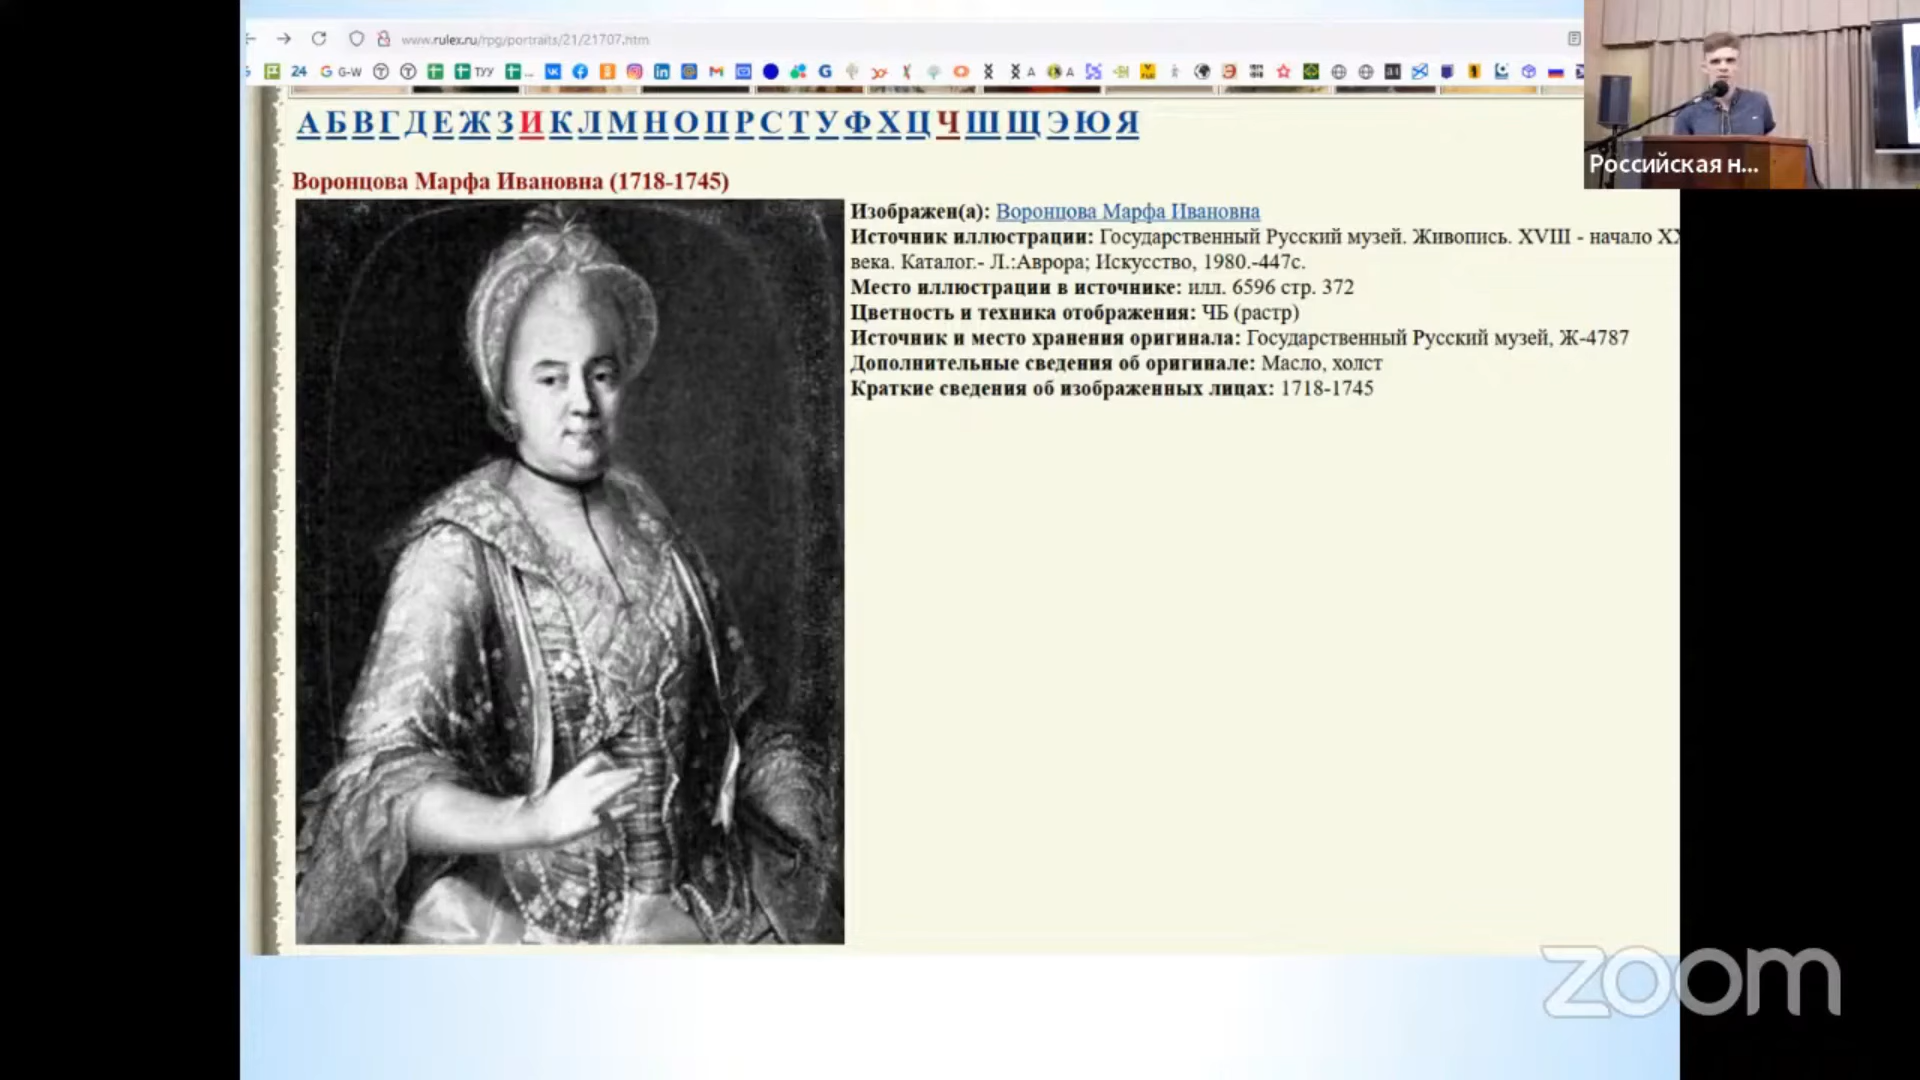 www.rulex.ru/rpg/portraits/21/21707.htm
24 G-W ТУУ
А Б В Г Д Е Ж З И К Л М Н О П Р С Т У Ф Х Ц Ч Ш Щ Э Ю Я
Российская н...
Воронцова Марфа Ивановна (1718-1745)
Изображен(а): Воронцова Марфа Ивановна
Источник иллюстрации: Государственный Русский музей. Живопись. XVIII - начало XX
века. Каталог.- Л.:Аврора; Искусство, 1980.-447с.
Место иллюстрации в источнике: илл. 6596 стр. 372
Цветность и техника отображения: ЧБ (растр)
Источник и место хранения оригинала: Государственный Русский музей, Ж-4787
Дополнительные сведения об оригинале: Масло, холст
Краткие сведения об изображенных лицах: 1718-1745
zoom